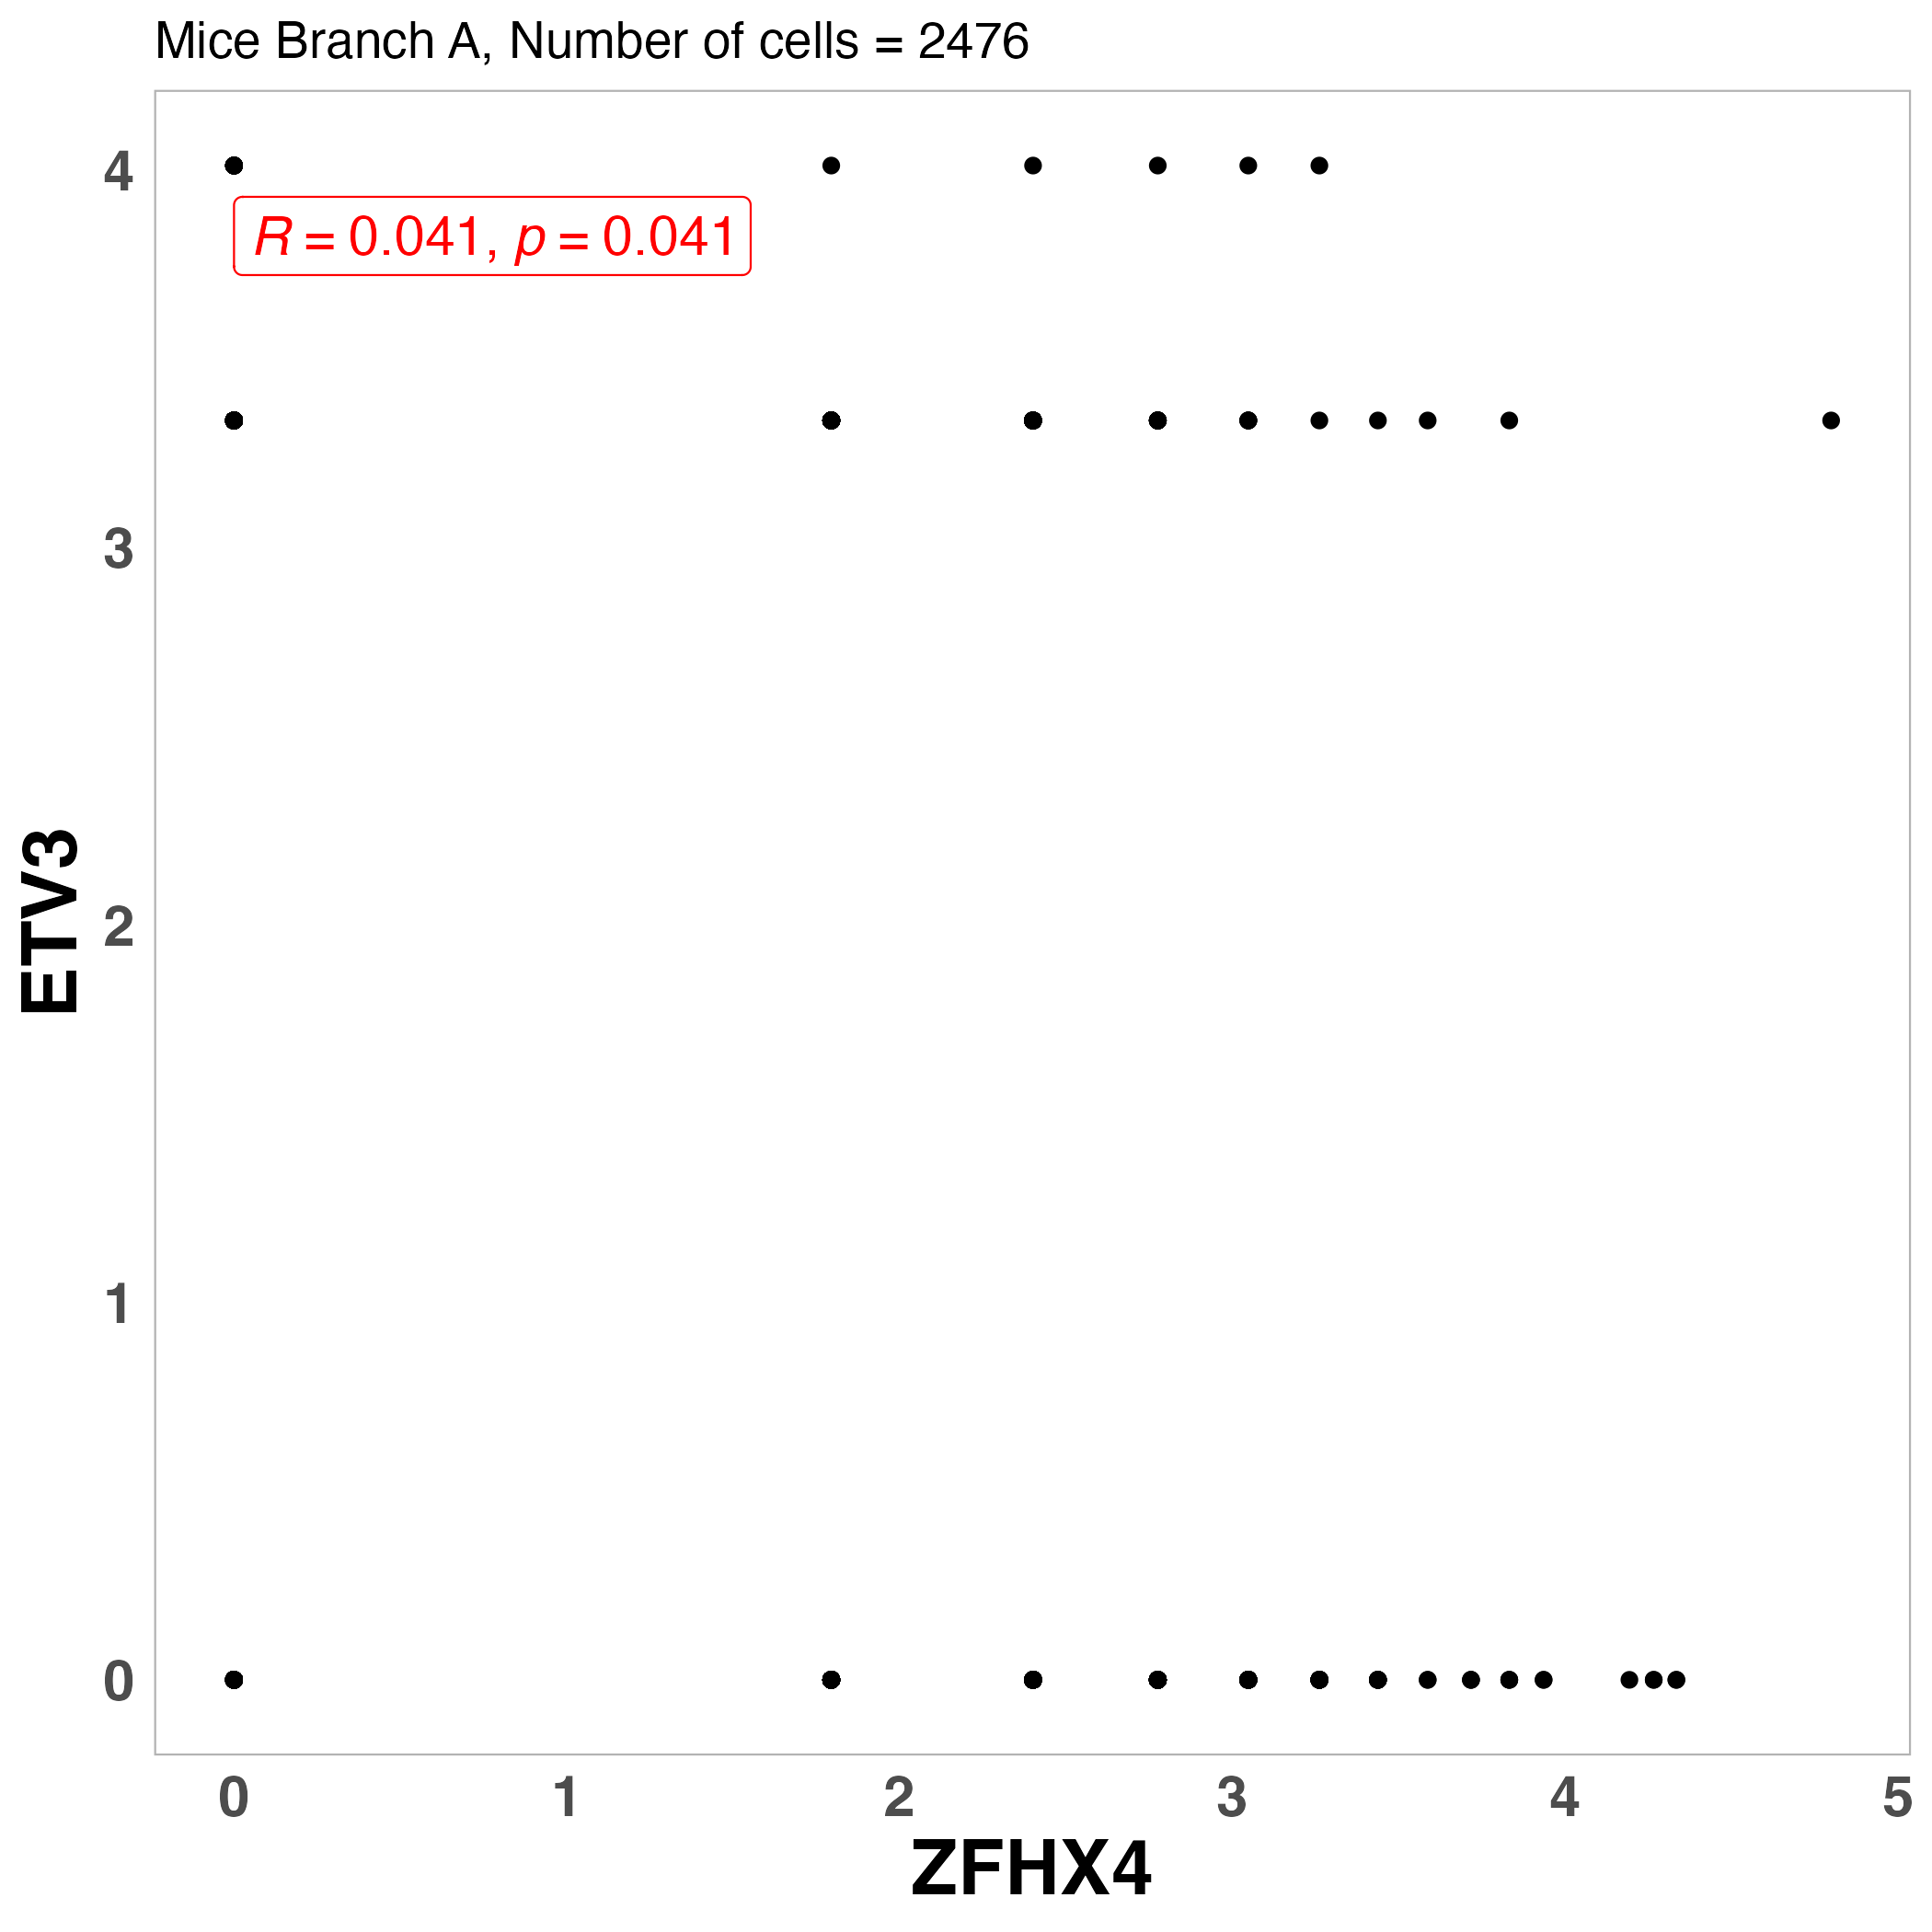 Mice Branch A, Number of cells = 2476
4
R = 0.041, p = 0.041
3
ETV3
2
1
0
0 1 2 3 4 5
ZFHX4